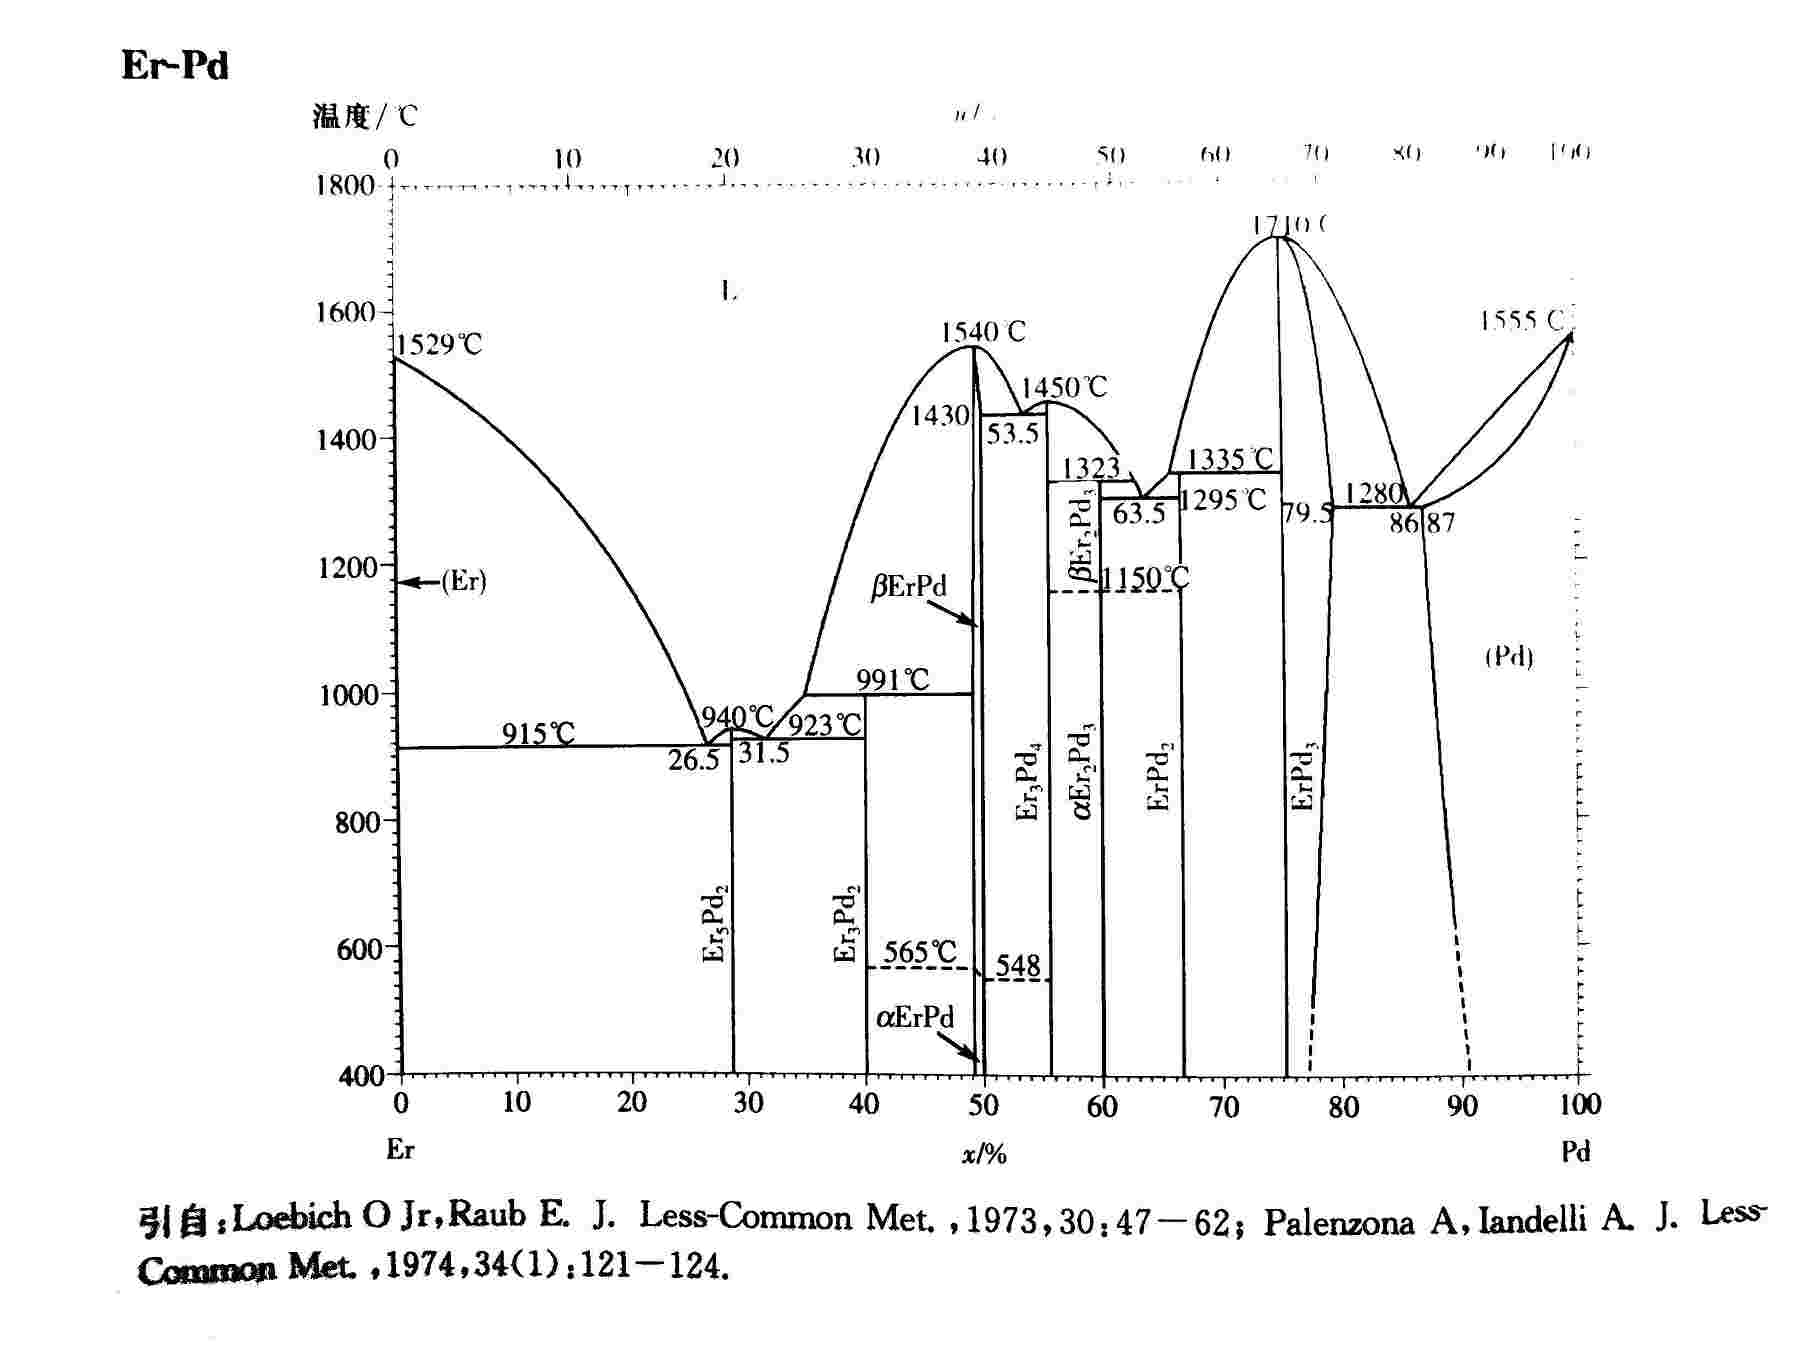 Er-Pd
温度/℃
0 10 20 30 40 50 60 70 80 90 100
1800
1710
L
1600
1555 C
1540 C
1529℃
1450℃
1430
1400
53.5
1323
1335℃
1280
63.5
1295℃
79.5
86
87
1200
(Er)
βEr₂Pd₃
1150℃
βErPd
(Pd)
1000
991℃
940℃
923℃
915℃
26.5
31.5
Er₃Pd₄
αEr₂Pd₃
ErPd₂
ErPd₃
800
Er₅Pd₂
Er₃Pd₂
600
565℃
548
αErPd
400
0 10 20 30 40 50 60 70 80 90 100
Er x/% Pd
引自:Loebich O Jr,Raub E. J. Less-Common Met. ,1973,30:47—62; Palenzona A,Iandelli A. J. Less-
Common Met. ,1974,34(1):121—124.